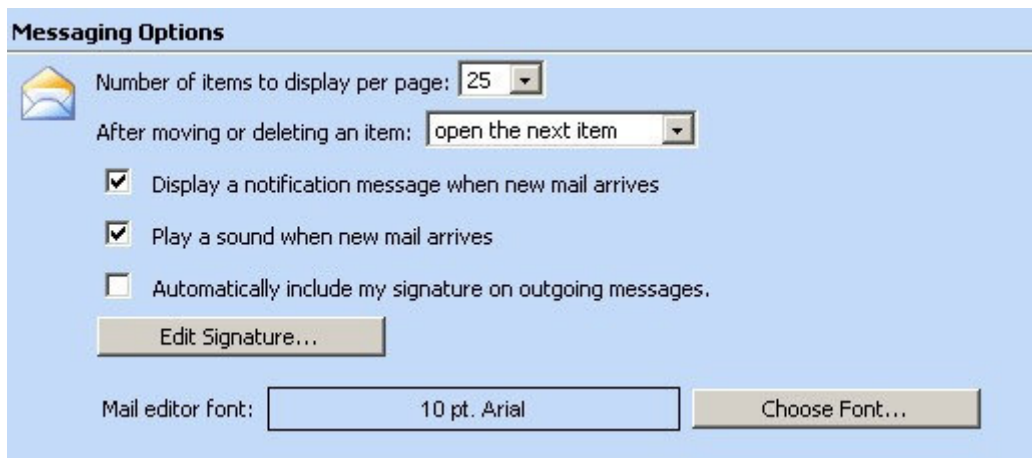 Messaging Options
Number of items to display per page: 25
After moving or deleting an item: open the next item
Display a notification message when new mail arrives
Play a sound when new mail arrives
Automatically include my signature on outgoing messages.
Edit Signature...
Mail editor font: 10 pt. Arial Choose Font...